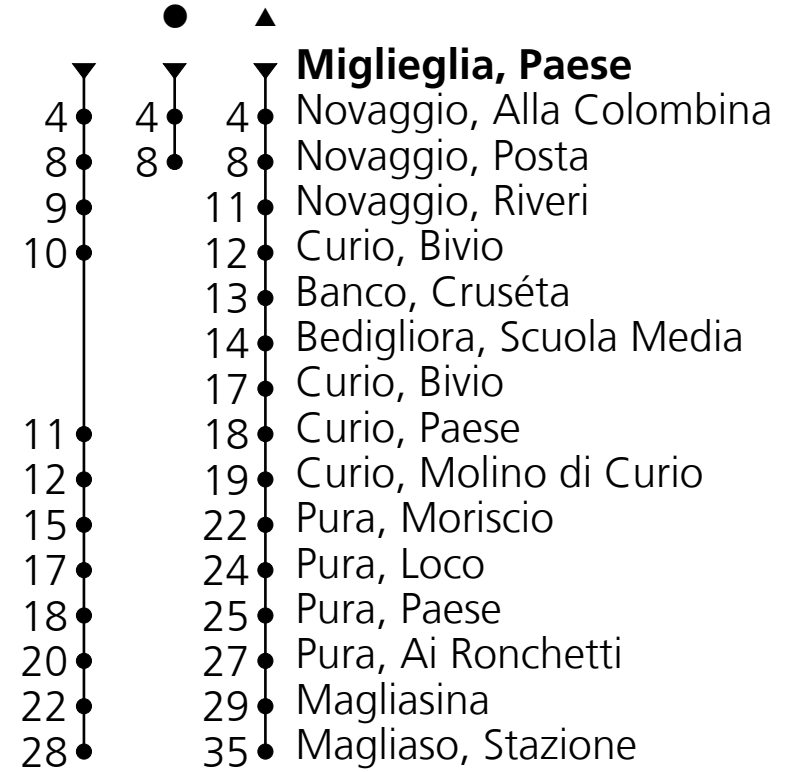 Miglieglia, Paese
4 4 4 Novaggio, Alla Colombina
8 8 8 Novaggio, Posta
9 11 Novaggio, Riveri
10 12 Curio, Bivio
13 Banco, Cruséta
14 Bedigliora, Scuola Media
17 Curio, Bivio
11 18 Curio, Paese
12 19 Curio, Molino di Curio
15 22 Pura, Moriscio
17 24 Pura, Loco
18 25 Pura, Paese
20 27 Pura, Ai Ronchetti
22 29 Magliasina
28 35 Magliaso, Stazione